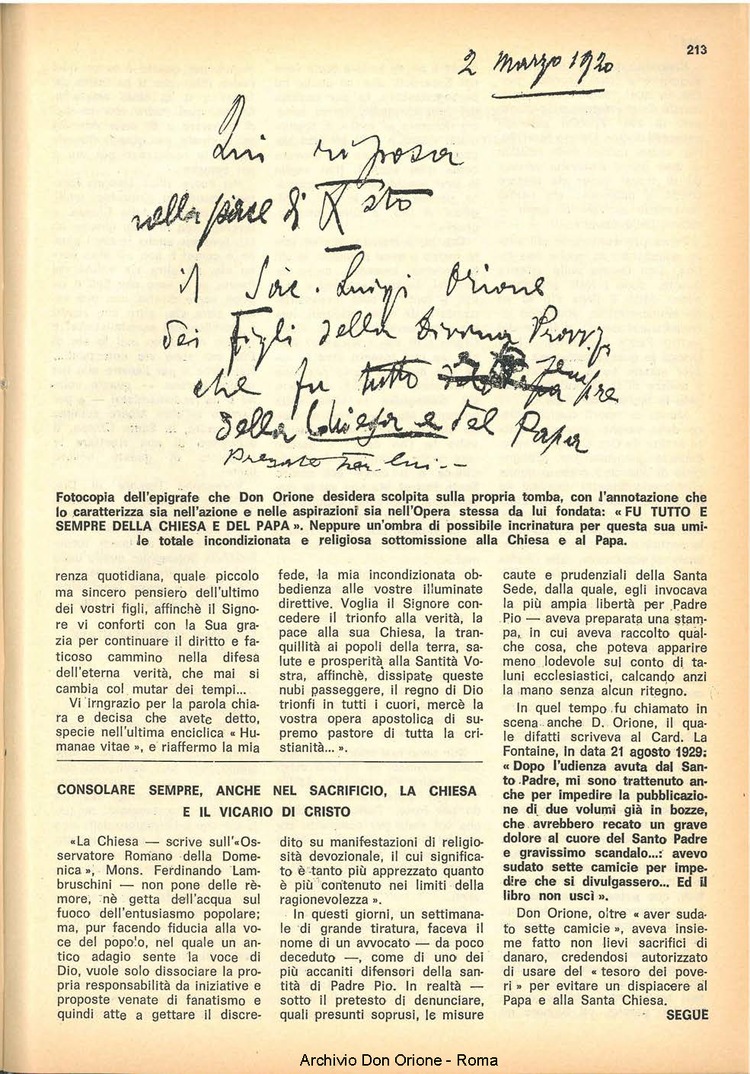 213
2 Marzo 1920
Qui riposa
nella pace di Xsto
il Sac. Luigi Orione
dei Figli della Divina Provv.
che fu tutto e sempre
della Chiesa e del Papa
Pregate per lui. -
Fotocopia dell'epigrafe che Don Orione desidera scolpita sulla propria tomba, con l'annotazione che
lo caratterizza sia nell'azione e nelle aspirazioni sia nell'Opera stessa da lui fondata: « FU TUTTO E
SEMPRE DELLA CHIESA E DEL PAPA ». Neppure un'ombra di possibile incrinatura per questa sua umi-
le totale incondizionata e religiosa sottomissione alla Chiesa e al Papa.
renza quotidiana, quale piccolo
ma sincero pensiero dell'ultimo
dei vostri figli, affinchè il Signo-
re vi conforti con la Sua gra-
zia per continuare il diritto e fa-
ticoso cammino nella difesa
dell'eterna verità, che mai si
cambia col mutar dei tempi...
Vi irngrazio per la parola chia-
ra e decisa che avete detto,
specie nell'ultima enciclica « Hu-
manae vitae », e riaffermo la mia
fede, la mia incondizionata ob-
bedienza alle vostre illuminate
direttive. Voglia il Signore con-
cedere il trionfo alla verità, la
pace alla sua Chiesa, la tran-
quillità ai popoli della terra, sa-
lute e prosperità alla Santità Vo-
stra, affinchè, dissipate queste
nubi passeggere, il regno di Dio
trionfi in tutti i cuori, mercè la
vostra opera apostolica di su-
premo pastore di tutta la cri-
stianità... ».
CONSOLARE SEMPRE, ANCHE NEL SACRIFICIO, LA CHIESA
E IL VICARIO DI CRISTO
«La Chiesa — scrive sull'«Os-
servatore Romano della Dome-
nica », Mons. Ferdinando Lam-
bruschini — non pone delle rè-
more, nè getta dell'acqua sul
fuoco dell'entusiasmo popolare;
ma, pur facendo fiducia alla vo-
ce del popolo, nel quale un an-
tico adagio sente la voce di
Dio, vuole solo dissociare la pro-
pria responsabilità da iniziative e
proposte venate di fanatismo e
quindi atte a gettare il discre-
dito su manifestazioni di religio-
sità devozionale, il cui significa-
to è tanto più apprezzato quanto
è più contenuto nei limiti della
ragionevolezza ».
In questi giorni, un settimana-
le di grande tiratura, faceva il
nome di un avvocato — da poco
deceduto —, come di uno dei
più accaniti difensori della san-
tità di Padre Pio. In realtà —
sotto il pretesto di denunciare,
quali presunti soprusi, le misure
caute e prudenziali della Santa
Sede, dalla quale, egli invocava
la più ampia libertà per Padre
Pio — aveva preparata una stam-
pa, in cui aveva raccolto qual-
che cosa, che poteva apparire
meno lodevole sul conto di ta-
luni ecclesiastici, calcando anzi
la mano senza alcun ritegno.
In quel tempo fu chiamato in
scena anche D. Orione, il qua-
le difatti scriveva al Card. La
Fontaine, in data 21 agosto 1929:
« Dopo l'udienza avuta dal San-
to Padre, mi sono trattenuto an-
che per impedire la pubblicazio-
ne di due volumi già in bozze,
che avrebbero recato un grave
dolore al cuore del Santo Padre
e gravissimo scandalo...: avevo
sudato sette camicie per impe-
dire che si divulgassero... Ed il
libro non uscì ».
Don Orione, oltre « aver suda-
to sette camicie », aveva insie-
me fatto non lievi sacrifici di
danaro, credendosi autorizzato
di usare del « tesoro dei pove-
ri » per evitare un dispiacere al
Papa e alla Santa Chiesa.
SEGUE
Archivio Don Orione - Roma